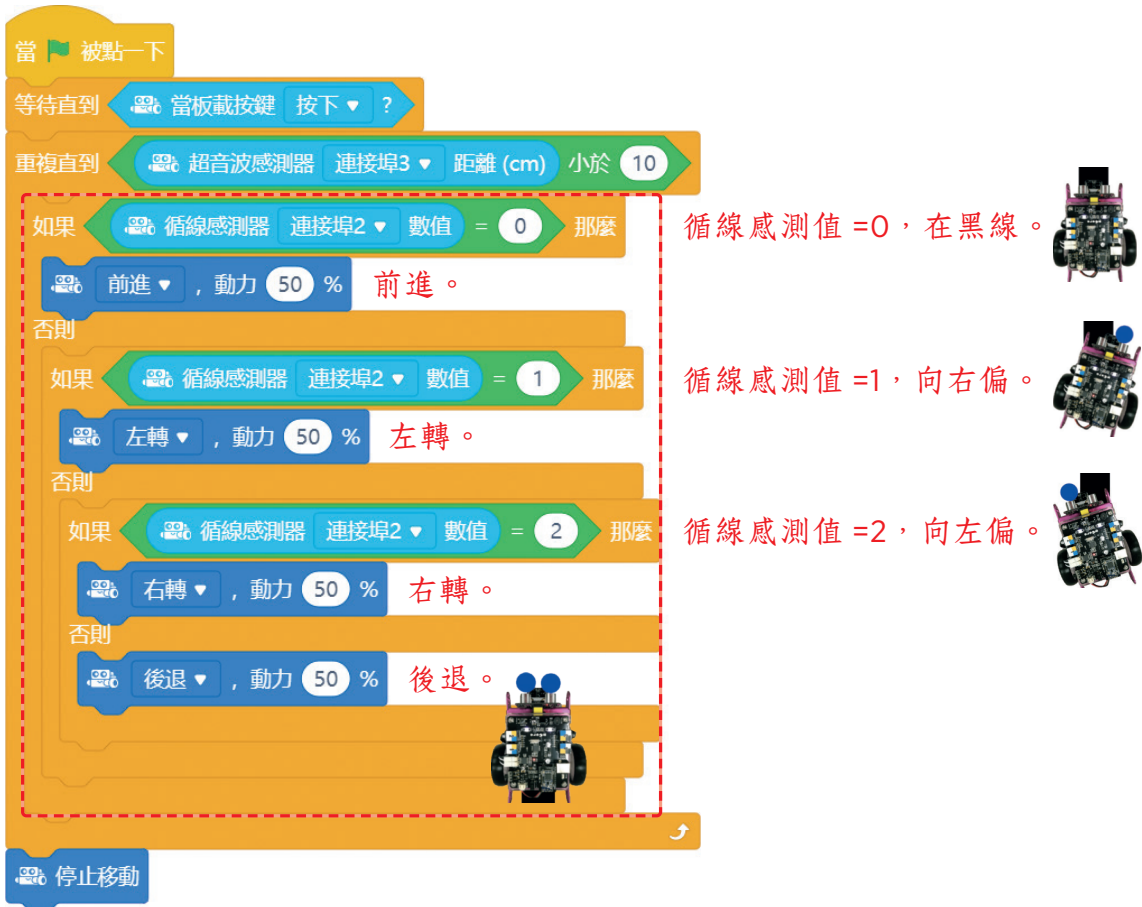 當 被點一下
等待直到 當板載按鍵 按下 ?
重複直到 超音波感測器 連接埠3 距離 (cm) 小於 10
如果 循線感測器 連接埠2 數值 = 0 那麼 循線感測值 =0，在黑線。
前進 , 動力 50 % 前進。
否則
如果 循線感測器 連接埠2 數值 = 1 那麼 循線感測值 =1，向右偏。
左轉 , 動力 50 % 左轉。
否則
如果 循線感測器 連接埠2 數值 = 2 那麼 循線感測值 =2，向左偏。
右轉 , 動力 50 % 右轉。
否則
後退 , 動力 50 % 後退。
停止移動